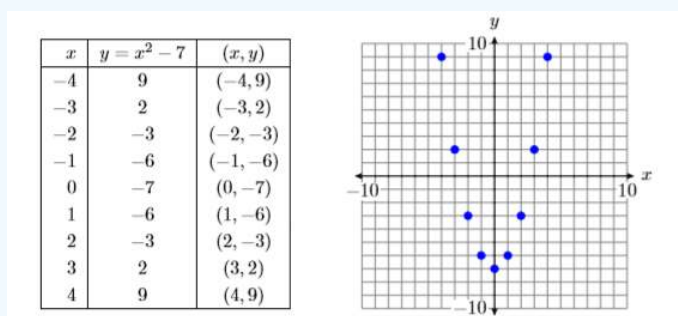 x y = x² − 7 (x, y)
−4 9 (−4, 9)
−3 2 (−3, 2)
−2 −3 (−2, −3)
−1 −6 (−1, −6)
0 −7 (0, −7)
1 −6 (1, −6)
2 −3 (2, −3)
3 2 (3, 2)
4 9 (4, 9)
y
10
x
−10
10
−10